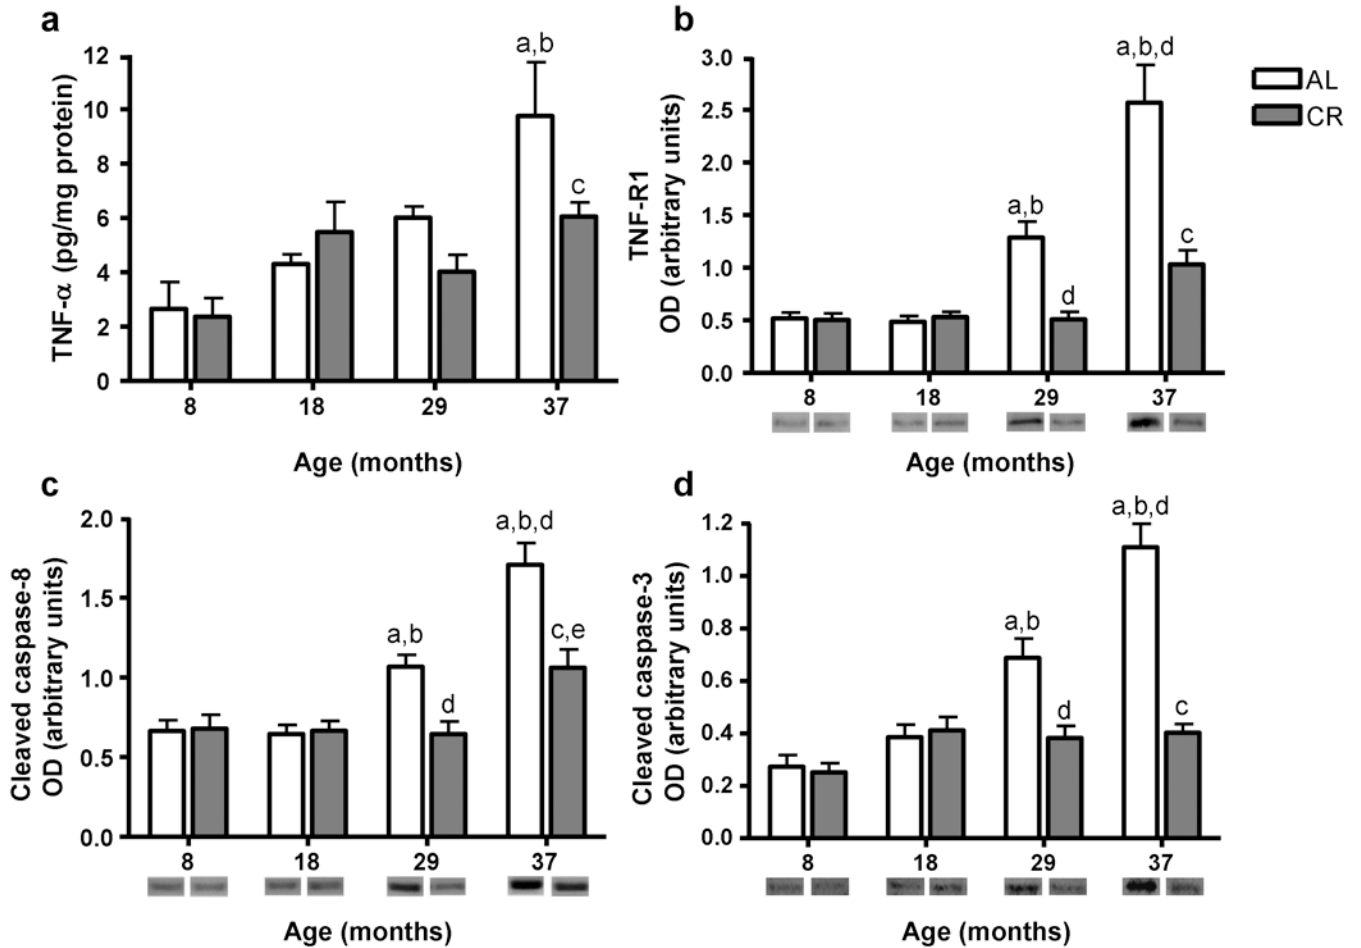 a
TNF-α (pg/mg protein)
12
10
8
6
4
2
0
a,b
c
8 18 29 37
Age (months)
b
TNF-R1
OD (arbitrary units)
3.0
2.5
2.0
1.5
1.0
0.5
0.0
a,b
d
a,b,d
c
8 18 29 37
Age (months)
AL
CR
c
Cleaved caspase-8
OD (arbitrary units)
2.0
1.5
1.0
0.5
0.0
a,b
d
a,b,d
c,e
8 18 29 37
Age (months)
d
Cleaved caspase-3
OD (arbitrary units)
1.2
1.0
0.8
0.6
0.4
0.2
0.0
a,b
d
a,b,d
c
8 18 29 37
Age (months)